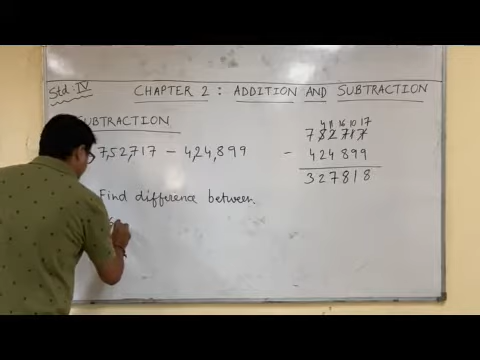 Std: IV
CHAPTER 2 : ADDITION AND SUBTRACTION
SUBTRACTION
7,52,717 - 4,24,899
Find difference between
4 11 16 10 17
7 5 2 7 1 7
- 4 2 4 8 9 9
3 2 7 8 1 8